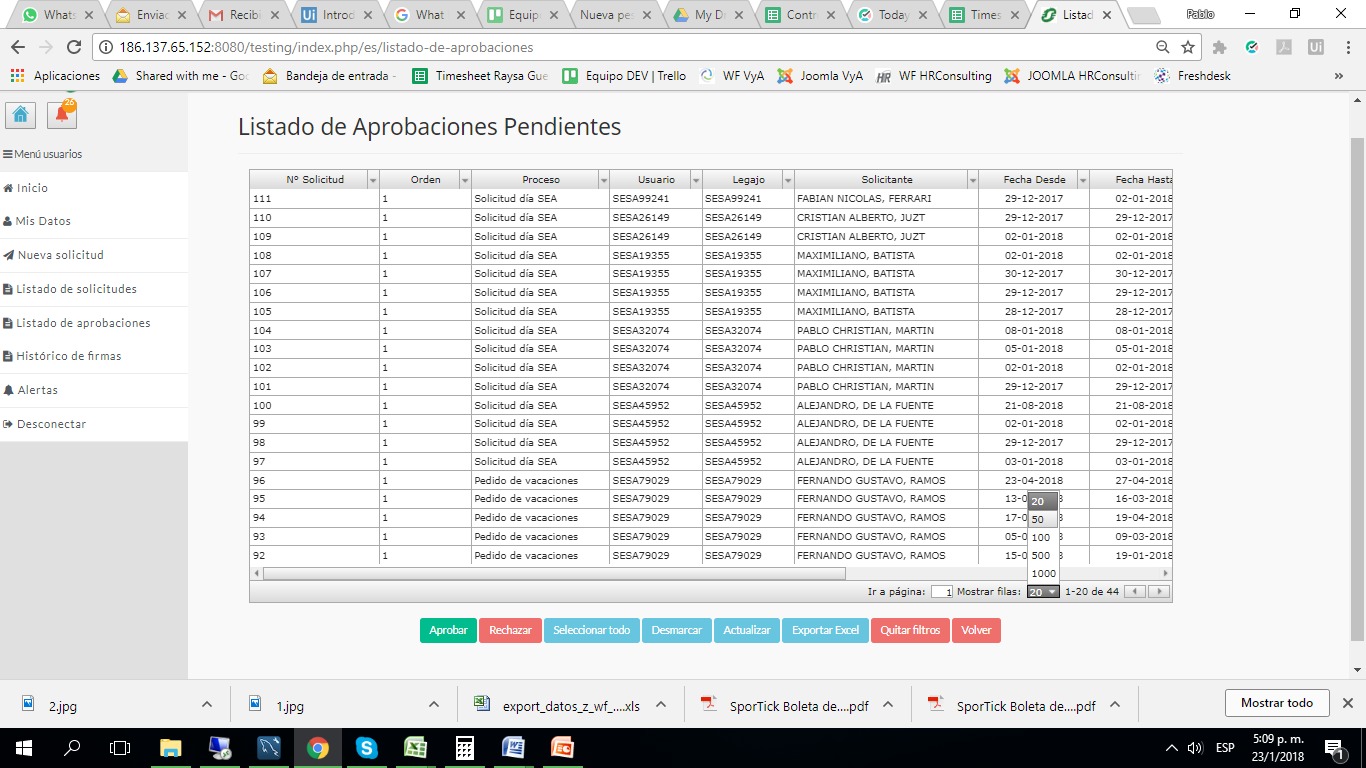 Whats
Enviac
Recibi
Introd
What
Equip
Nueva pes
My Di
Cont
Today
Times
Listad
Pablo
186.137.65.152:8080/testing/index.php/es/listado-de-aprobaciones
Aplicaciones
Shared with me - Goo
Bandeja de entrada -
Timesheet Raysa Gue
Equipo DEV | Trello
WF VyA
Joomla VyA
WF HRConsulting
JOOMLA HRConsultin
Freshdesk
»
26
Menú usuarios
Inicio
Mis Datos
Nueva solicitud
Listado de solicitudes
Listado de aprobaciones
Histórico de firmas
Alertas
Desconectar
Listado de Aprobaciones Pendientes
Nº Solicitud Orden Proceso Usuario Legajo Solicitante Fecha Desde Fecha Hasta
111 1 Solicitud día SEA SESA99241 SESA99241 FABIAN NICOLAS, FERRARI 29-12-2017 02-01-2018
110 1 Solicitud día SEA SESA26149 SESA26149 CRISTIAN ALBERTO, JUZT 29-12-2017 29-12-2017
109 1 Solicitud día SEA SESA26149 SESA26149 CRISTIAN ALBERTO, JUZT 02-01-2018 02-01-2018
108 1 Solicitud día SEA SESA19355 SESA19355 MAXIMILIANO, BATISTA 02-01-2018 02-01-2018
107 1 Solicitud día SEA SESA19355 SESA19355 MAXIMILIANO, BATISTA 30-12-2017 30-12-2017
106 1 Solicitud día SEA SESA19355 SESA19355 MAXIMILIANO, BATISTA 29-12-2017 29-12-2017
105 1 Solicitud día SEA SESA19355 SESA19355 MAXIMILIANO, BATISTA 28-12-2017 28-12-2017
104 1 Solicitud día SEA SESA32074 SESA32074 PABLO CHRISTIAN, MARTIN 08-01-2018 08-01-2018
103 1 Solicitud día SEA SESA32074 SESA32074 PABLO CHRISTIAN, MARTIN 05-01-2018 05-01-2018
102 1 Solicitud día SEA SESA32074 SESA32074 PABLO CHRISTIAN, MARTIN 02-01-2018 02-01-2018
101 1 Solicitud día SEA SESA32074 SESA32074 PABLO CHRISTIAN, MARTIN 29-12-2017 29-12-2017
100 1 Solicitud día SEA SESA45952 SESA45952 ALEJANDRO, DE LA FUENTE 21-08-2018 21-08-2018
99 1 Solicitud día SEA SESA45952 SESA45952 ALEJANDRO, DE LA FUENTE 02-01-2018 02-01-2018
98 1 Solicitud día SEA SESA45952 SESA45952 ALEJANDRO, DE LA FUENTE 29-12-2017 29-12-2017
97 1 Solicitud día SEA SESA45952 SESA45952 ALEJANDRO, DE LA FUENTE 03-01-2018 03-01-2018
96 1 Pedido de vacaciones SESA79029 SESA79029 FERNANDO GUSTAVO, RAMOS 23-04-2018 27-04-2018
95 1 Pedido de vacaciones SESA79029 SESA79029 FERNANDO GUSTAVO, RAMOS 13-0 8 16-03-2018
94 1 Pedido de vacaciones SESA79029 SESA79029 FERNANDO GUSTAVO, RAMOS 17-0 8 19-04-2018
93 1 Pedido de vacaciones SESA79029 SESA79029 FERNANDO GUSTAVO, RAMOS 05-0 8 09-03-2018
92 1 Pedido de vacaciones SESA79029 SESA79029 FERNANDO GUSTAVO, RAMOS 15-0 8 19-01-2018
20
50
100
500
1000
Ir a página: 1 Mostrar filas: 20 1-20 de 44
Aprobar Rechazar Seleccionar todo Desmarcar Actualizar Exportar Excel Quitar filtros Volver
2.jpg
1.jpg
export_datos_z_wf_....xls
SporTick Boleta de....pdf
SporTick Boleta de....pdf
Mostrar todo
ESP
5:09 p. m.
23/1/2018
1